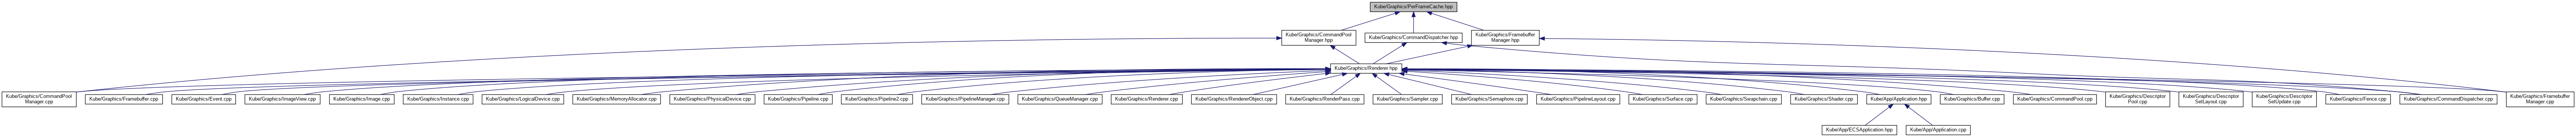 Kube/Graphics/PerFrameCache.hpp
Kube/Graphics/CommandPool
Manager.hpp
Kube/Graphics/CommandDispatcher.hpp
Kube/Graphics/Framebuffer
Manager.hpp
Kube/Graphics/Renderer.hpp
Kube/Graphics/CommandPool
Manager.cpp
Kube/Graphics/Framebuffer.cpp
Kube/Graphics/Event.cpp
Kube/Graphics/ImageView.cpp
Kube/Graphics/Image.cpp
Kube/Graphics/Instance.cpp
Kube/Graphics/LogicalDevice.cpp
Kube/Graphics/MemoryAllocator.cpp
Kube/Graphics/PhysicalDevice.cpp
Kube/Graphics/Pipeline.cpp
Kube/Graphics/Pipeline2.cpp
Kube/Graphics/PipelineManager.cpp
Kube/Graphics/QueueManager.cpp
Kube/Graphics/Renderer.cpp
Kube/Graphics/RendererObject.cpp
Kube/Graphics/RenderPass.cpp
Kube/Graphics/Sampler.cpp
Kube/Graphics/Semaphore.cpp
Kube/Graphics/PipelineLayout.cpp
Kube/Graphics/Surface.cpp
Kube/Graphics/Swapchain.cpp
Kube/Graphics/Shader.cpp
Kube/App/Application.hpp
Kube/Graphics/Buffer.cpp
Kube/Graphics/CommandPool.cpp
Kube/Graphics/Descriptor
Pool.cpp
Kube/Graphics/Descriptor
SetLayout.cpp
Kube/Graphics/Descriptor
SetUpdate.cpp
Kube/Graphics/Fence.cpp
Kube/Graphics/CommandDispatcher.cpp
Kube/Graphics/Framebuffer
Manager.cpp
Kube/App/ECSApplication.hpp
Kube/App/Application.cpp